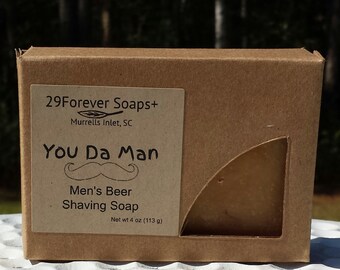 29Forever Soaps+
Murrells Inlet, SC
You Da Man
Men's Beer
Shaving Soap
Net wt 4 oz (113 g)